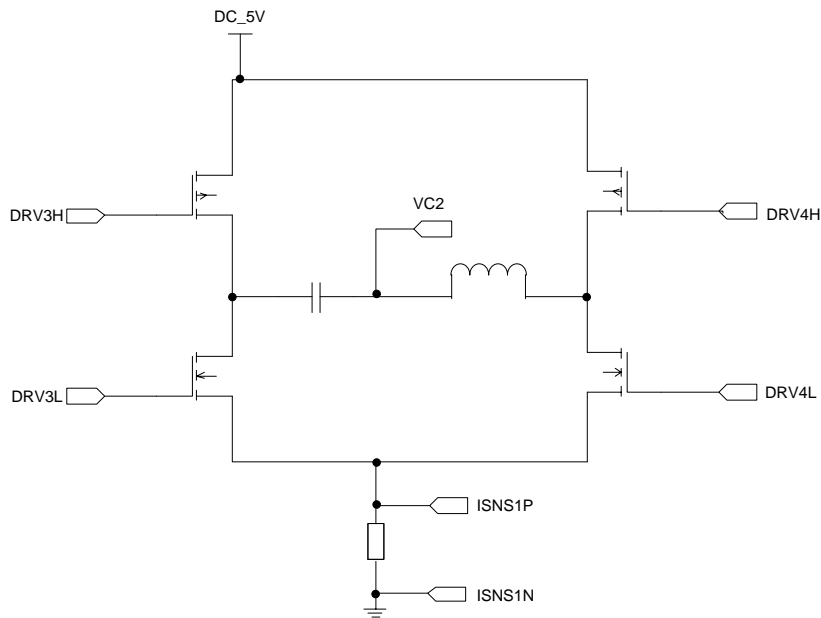 DC_5V
VC2
DRV3H
DRV4H
DRV3L
DRV4L
ISNS1P
ISNS1N